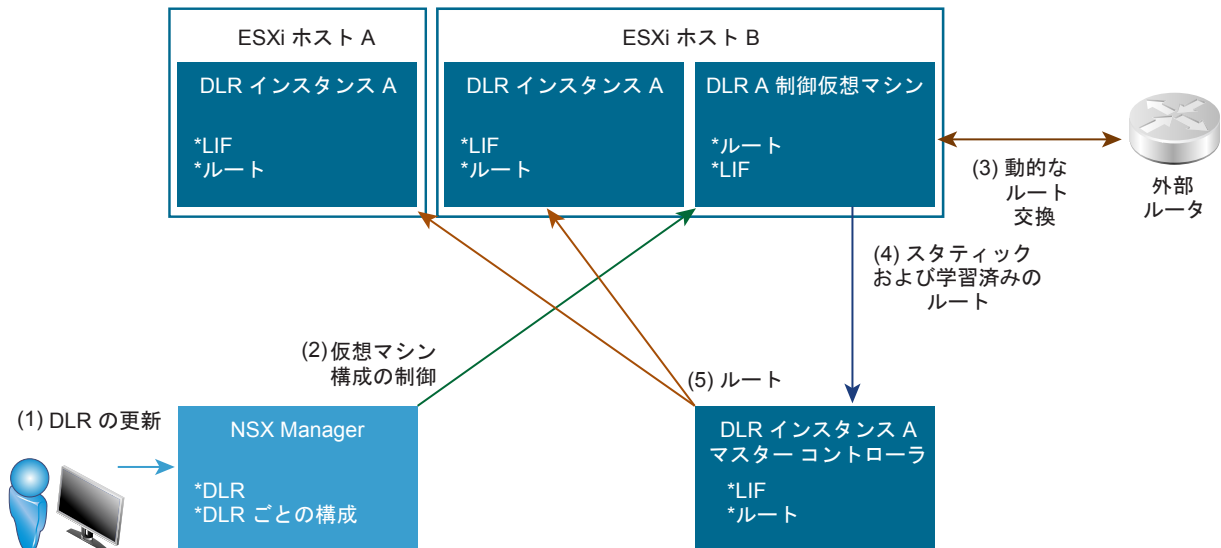 ESXi ホスト A
ESXi ホスト B
DLR インスタンス A
*LIF
*ルート
DLR インスタンス A
*LIF
*ルート
DLR A 制御仮想マシン
*ルート
*LIF
(3) 動的な
ルート
交換
外部
ルータ
(4) スタティック
および学習済みの
ルート
(2) 仮想マシン
構成の制御
(5) ルート
(1) DLR の更新
NSX Manager
*DLR
*DLR ごとの構成
DLR インスタンス A
マスター コントローラ
*LIF
*ルート